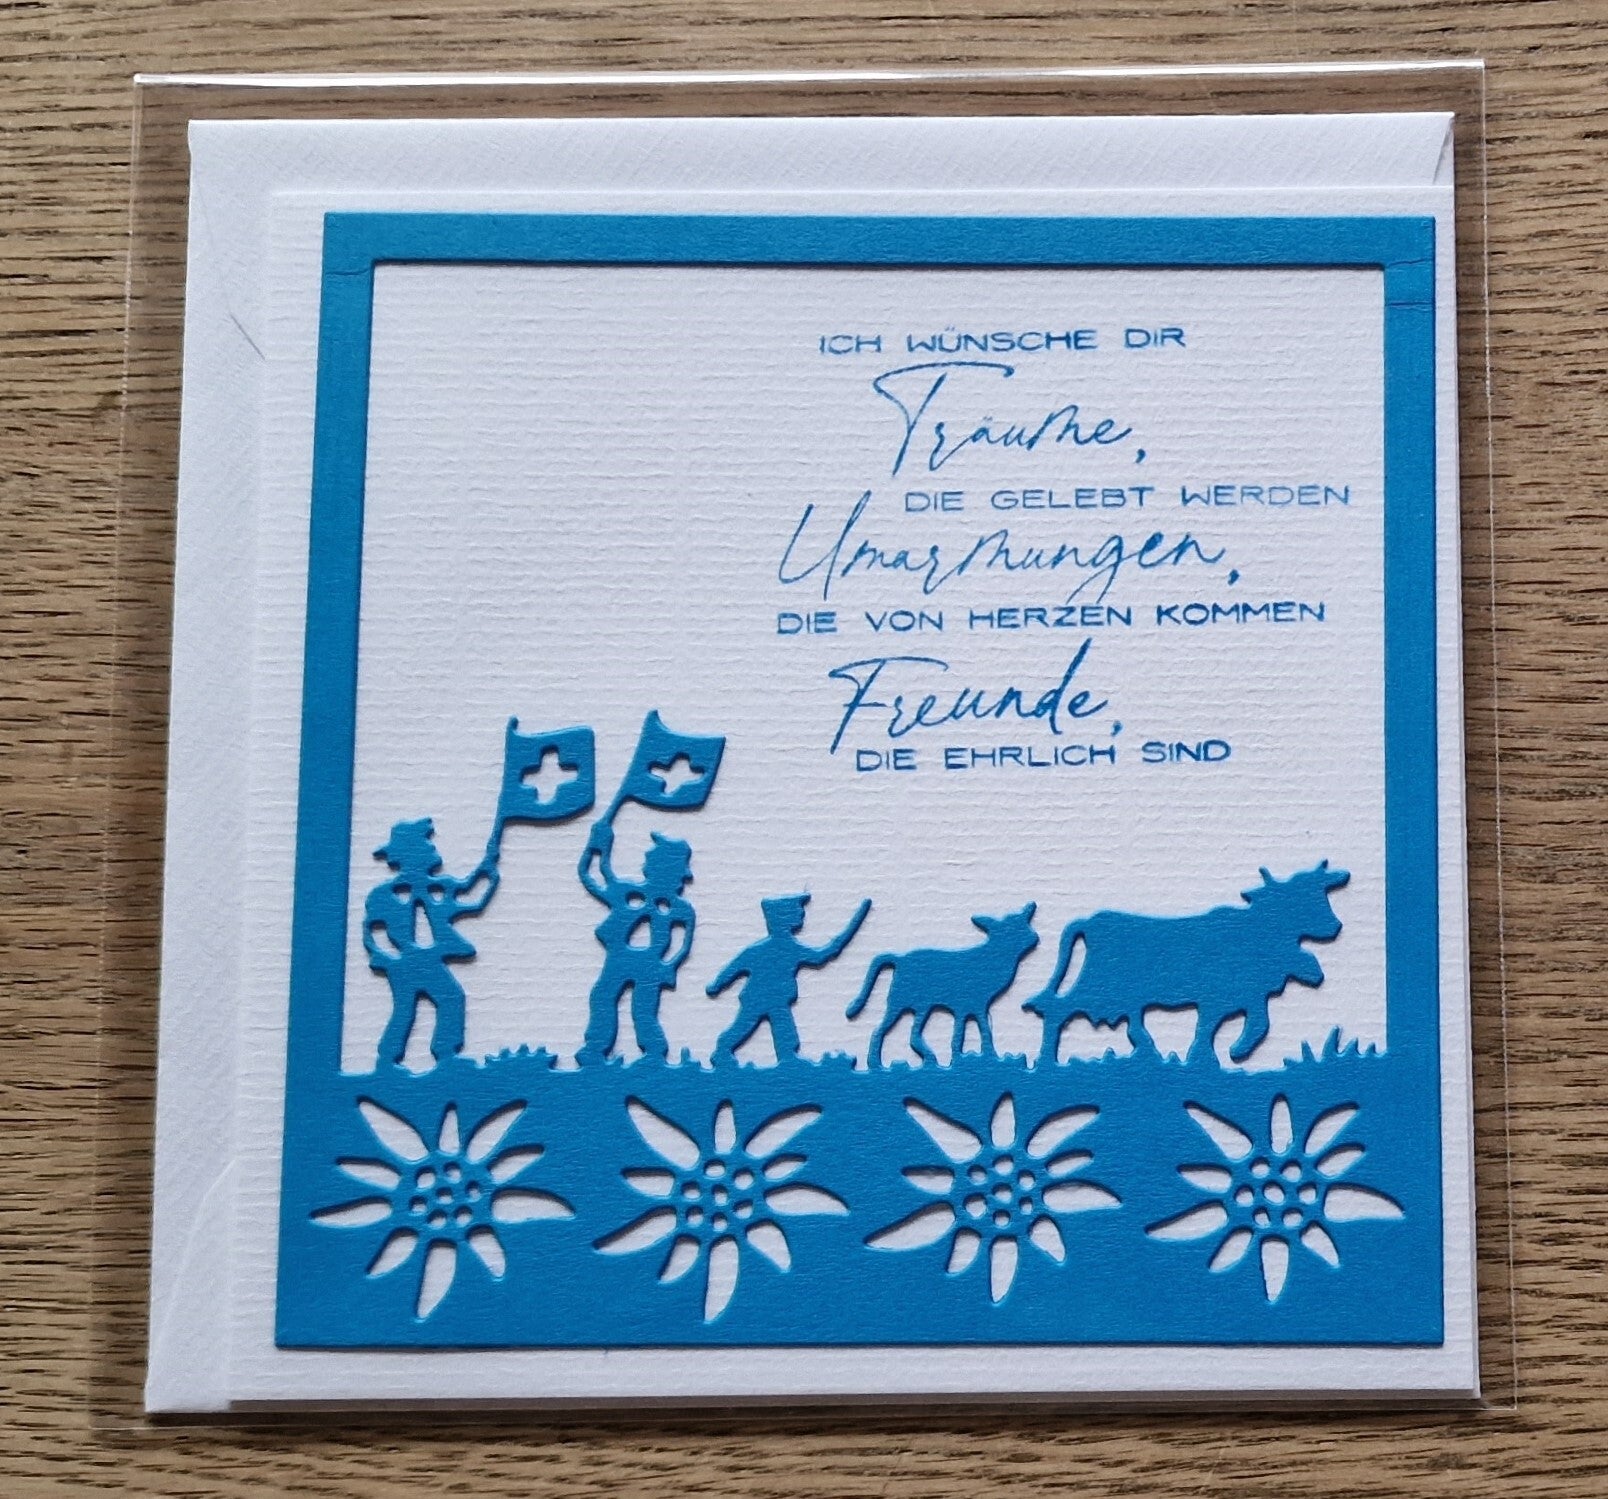 ICH WÜNSCHE DIR
Träume,
DIE GELEBT WERDEN
Umarmungen,
DIE VON HERZEN KOMMEN
Freunde,
DIE EHRLICH SIND